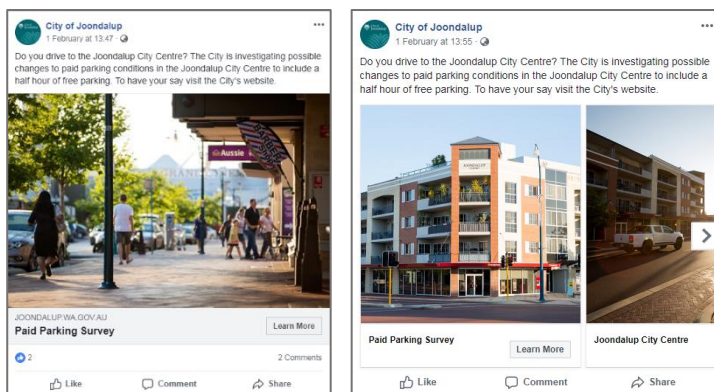 City of Joondalup
1 February at 13:47 ·
Do you drive to the Joondalup City Centre? The City is investigating possible
changes to paid parking conditions in the Joondalup City Centre to include a
half hour of free parking. To have your say visit the City's website.
Aussie
JOONDALUP.WA.GOV.AU
Paid Parking Survey
Learn More
2
2 Comments
Like
Comment
Share
City of Joondalup
1 February at 13:55 ·
Do you drive to the Joondalup City Centre? The City is investigating possible
changes to paid parking conditions in the Joondalup City Centre to include a
half hour of free parking. To have your say visit the City's website.
Paid Parking Survey
Learn More
Joondalup City Centre
Like
Comment
Share